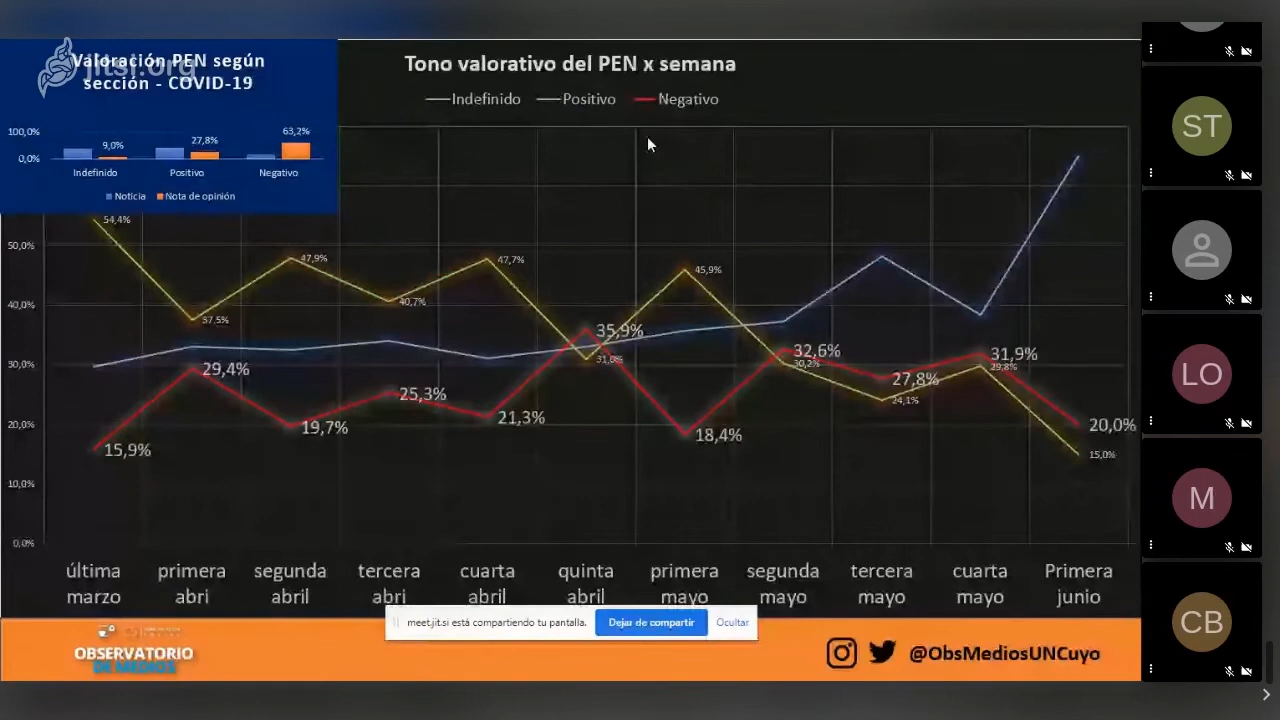 jitsi.org
Valoración PEN según
sección - COVID-19
100,0%
0,0%
9,0%
27,8%
63,2%
Indefinido
Positivo
Negativo
Noticia
Nota de opinión
Tono valorativo del PEN x semana
Indefinido
Positivo
Negativo
50,0%
40,0%
30,0%
20,0%
10,0%
0,0%
54,4%
37,5%
47,9%
40,7%
47,7%
31,0%
45,9%
30,2%
24,1%
29,8%
15,0%
15,9%
29,4%
19,7%
25,3%
21,3%
35,9%
18,4%
32,6%
27,8%
31,9%
20,0%
última
marzo
primera
abri
segunda
abril
tercera
abri
cuarta
abril
quinta
abril
primera
mayo
segunda
mayo
tercera
mayo
cuarta
mayo
Primera
junio
meet.jit.si está compartiendo tu pantalla.
Dejar de compartir
Ocultar
OBSERVATORIO
DE MEDIOS
@ObsMediosUNCuyo
ST
LO
M
CB